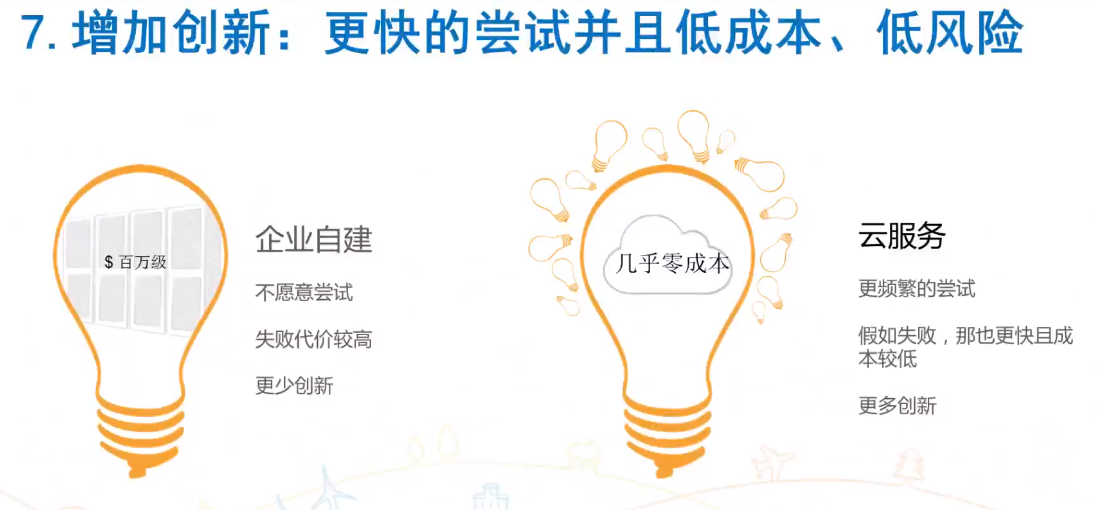 7. 增加创新：更快的尝试并且低成本、低风险
$ 百万级
企业自建
不愿意尝试
失败代价较高
更少创新
几乎零成本
云服务
更频繁的尝试
假如失败，那也更快且成
本较低
更多创新